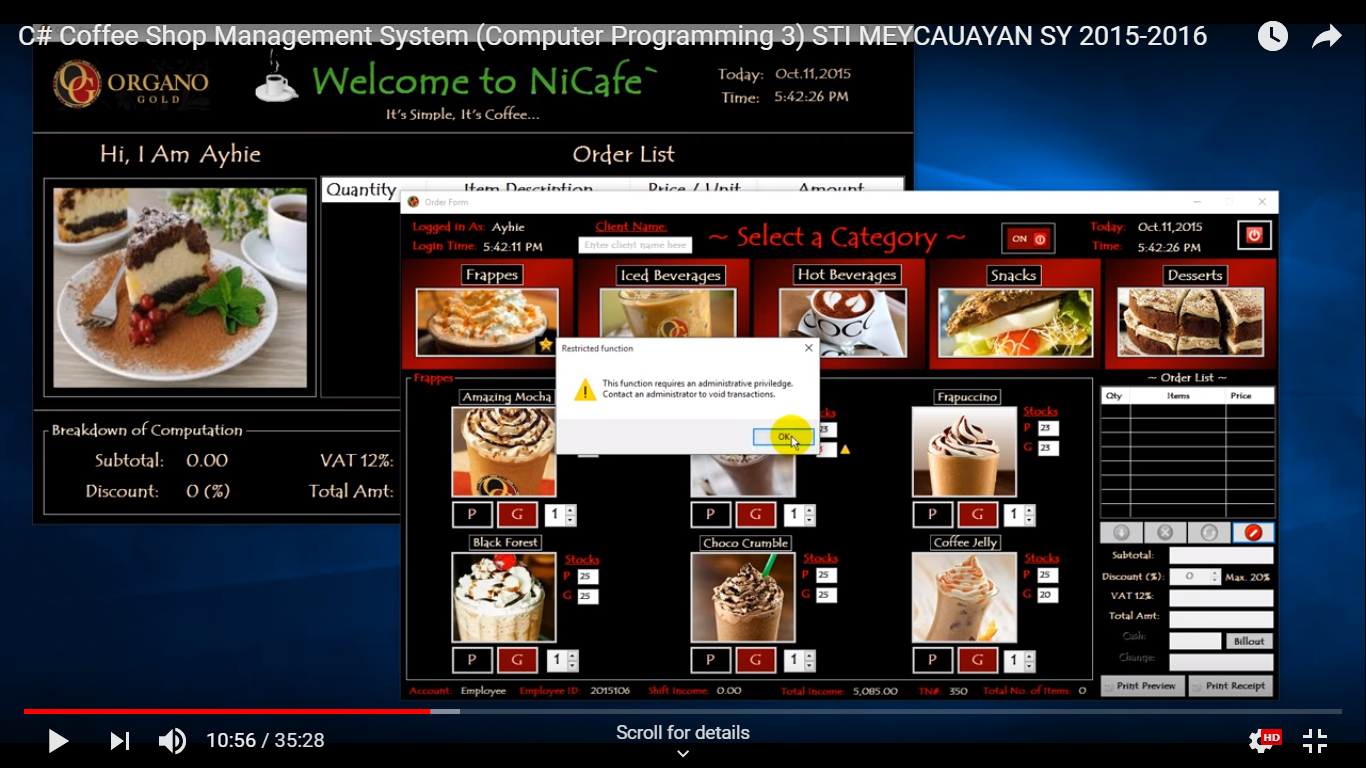 C# Coffee Shop Management System (Computer Programming 3) STI MEYCAUAYAN SY 2015-2016
ORGANO
GOLD
Welcome to NiCafe`
It's Simple, It's Coffee...
Today: Oct.11,2015
Time: 5:42:26 PM
Hi, I Am Ayhie
Order List
Quantity Item Description Price / Unit Amount
Breakdown of Computation
Subtotal: 0.00 VAT 12%:
Discount: 0 (%) Total Amt:
Order Form
Logged in As: Ayhie
Login Time: 5:42:11 PM
Client Name:
Enter client name here
~ Select a Category ~
ON
Today: Oct.11,2015
Time: 5:42:26 PM
Frappes
Iced Beverages
Hot Beverages
Snacks
Desserts
Restricted function
This function requires an administrative priviledge.
Contact an administrator to void transactions.
OK
Frappes
Amazing Mocha
P G 1
23
P G 1
Frapuccino
Stocks
P 23
G 23
P G 1
Black Forest
Stocks
P 25
G 25
P G 1
Choco Crumble
Stocks
P 25
G 25
P G 1
Coffee Jelly
Stocks
P 25
G 20
P G 1
~ Order List ~
Qty Items Price
Subtotal:
Discount (%): 0 Max. 20%
VAT 12%:
Total Amt:
Cash: Billout
Change:
Print Preview Print Receipt
Account: Employee Employee ID: 2015106 Shift Income: 0.00 Total Income: 5,085.00 TN#: 350 Total No. of Items: 0
10:56 / 35:28
Scroll for details
HD